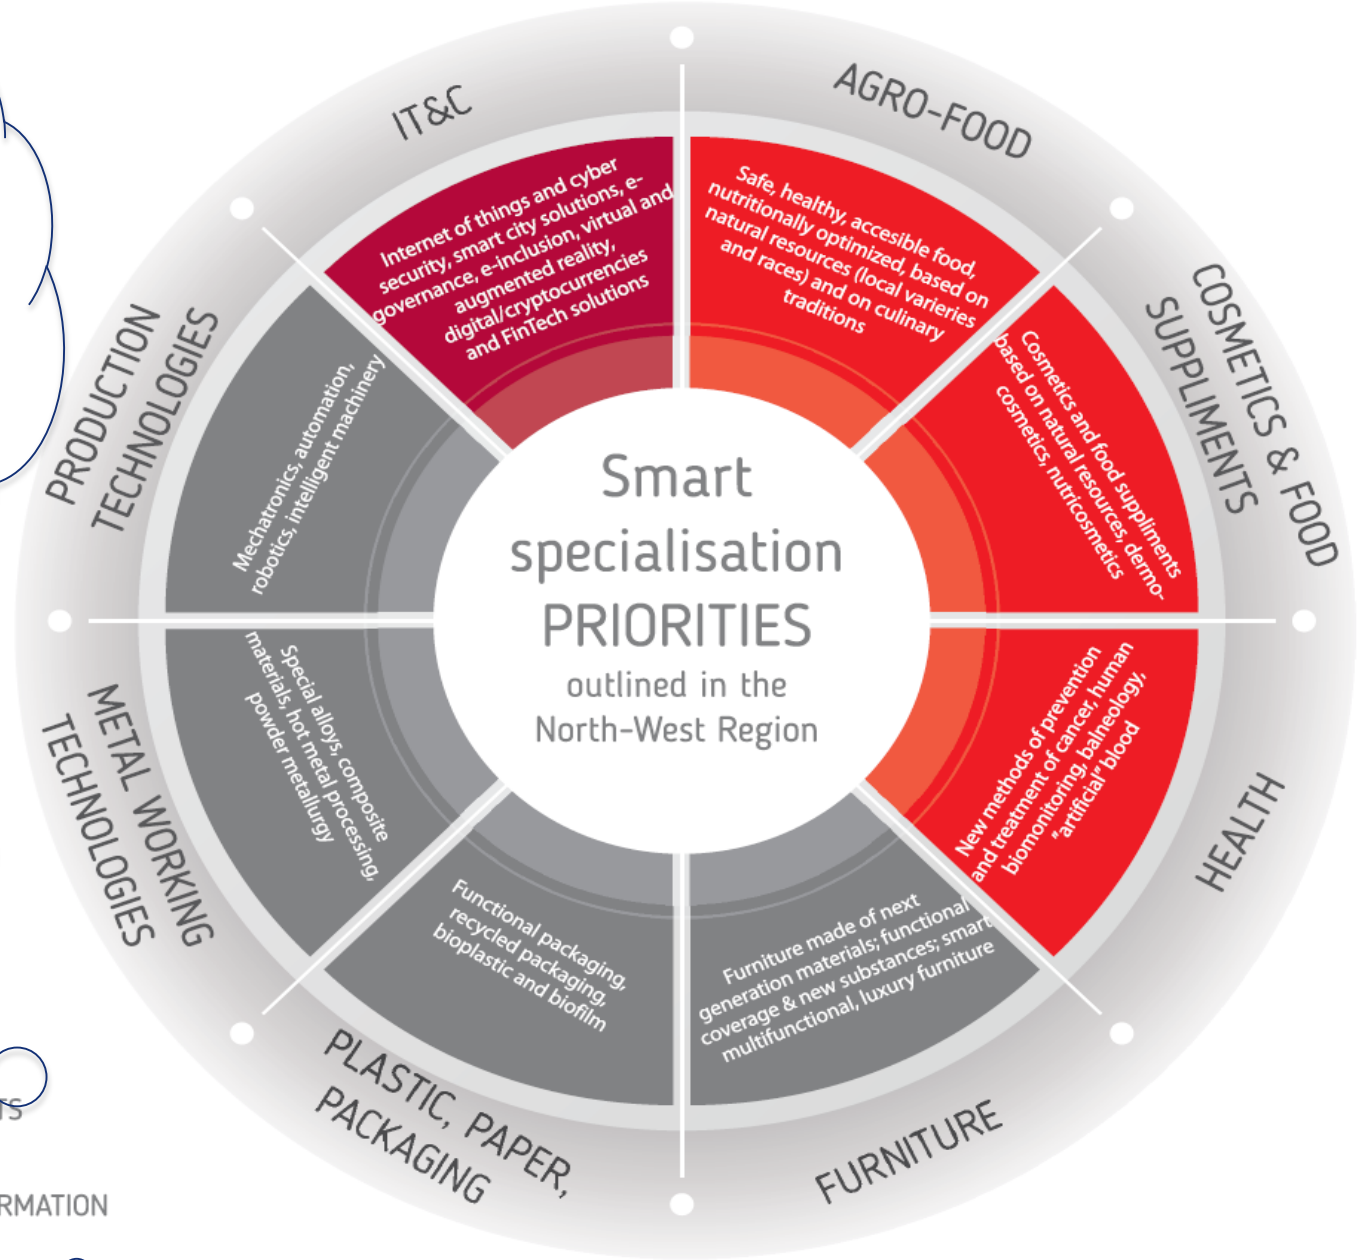 IT&C
Internet of things and cyber
security, smart city solutions, e-
governance, e-inclusion, virtual and
augmented reality,
digital/cryptocurrencies
and FinTech solutions
AGRO-FOOD
Safe, healthy, accesible food,
nutritionally optimized, based on
natural resources (local varieries
and races) and on culinary
traditions
COSMETICS & FOOD
SUPPLIMENTS
Cosmetics and food suppliments
based on natural resources, dermo-
cosmetics, nutricosmetics
HEALTH
New methods of prevention
and treatment of cancer, human
biomonitoring, balneology,
"artificial" blood
FURNITURE
Furniture made of next
generation materials; functional
coverage & new substances; smart
multifunctional, luxury furniture
PLASTIC, PAPER,
PACKAGING
Functional packaging,
recycled packaging,
bioplastic and biofilm
METAL WORKING
TECHNOLOGIES
Special alloys, composite
materials, hot metal processing,
powder metallurgy
PRODUCTION
TECHNOLOGIES
Mechatronics, automation,
robotics, intelligent machinery
Smart
specialisation
PRIORITIES
outlined in the
North-West Region
TS
RMATION